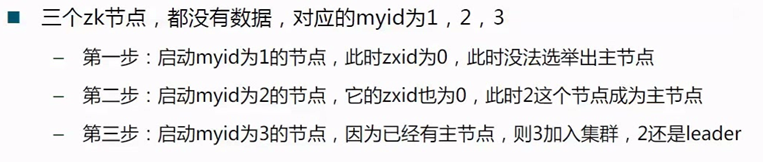 ■ 三个zk节点，都没有数据，对应的myid为1，2，3
– 第一步：启动myid为1的节点，此时zxid为0，此时没法选举出主节点
– 第二步：启动myid为2的节点，它的zxid也为0，此时2这个节点成为主节点
– 第三步：启动myid为3的节点，因为已经有主节点，则3加入集群，2还是leader